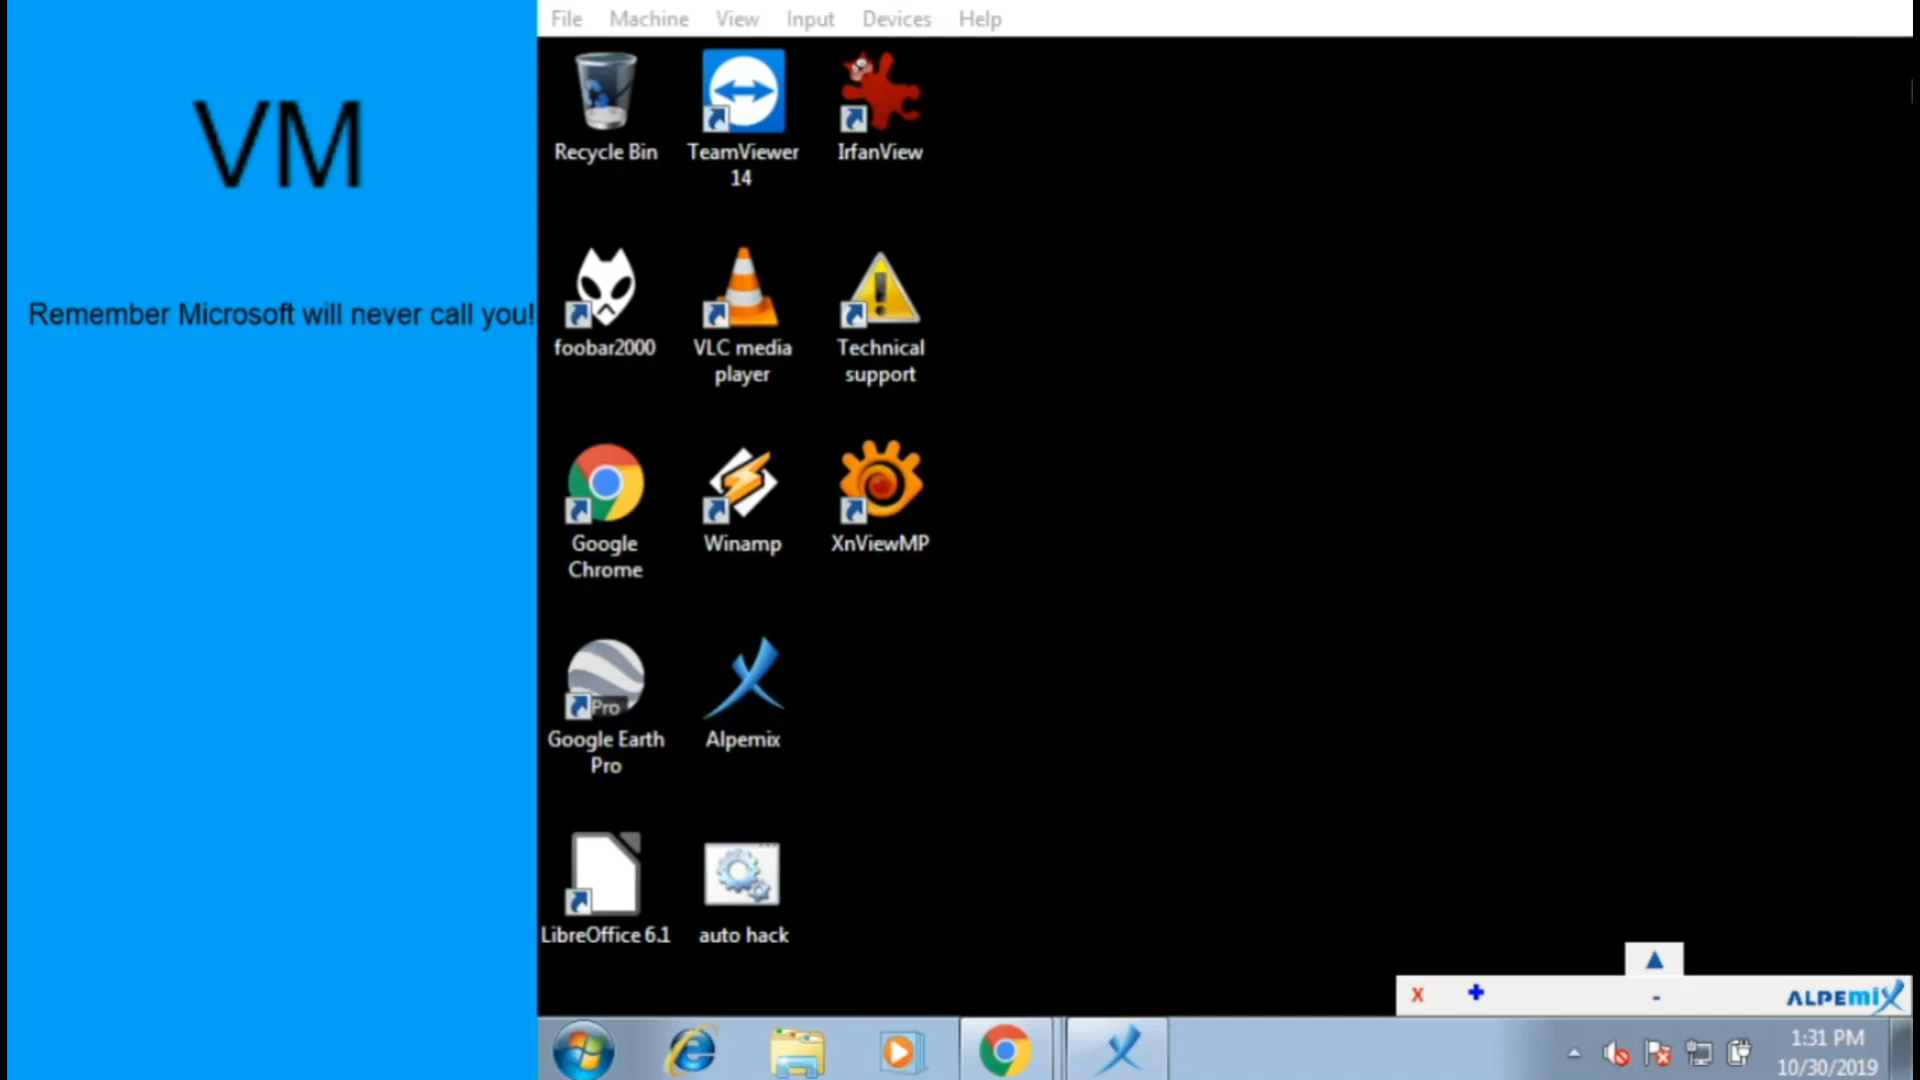 VM
Remember Microsoft will never call you!
File Machine View Input Devices Help
Recycle Bin
TeamViewer
14
IrfanView
foobar2000
VLC media
player
Technical
support
Google
Chrome
Winamp
XnViewMP
Pro
Google Earth
Pro
Alpemix
LibreOffice 6.1
auto hack
X + - ALPEMIX
1:31 PM
10/30/2019